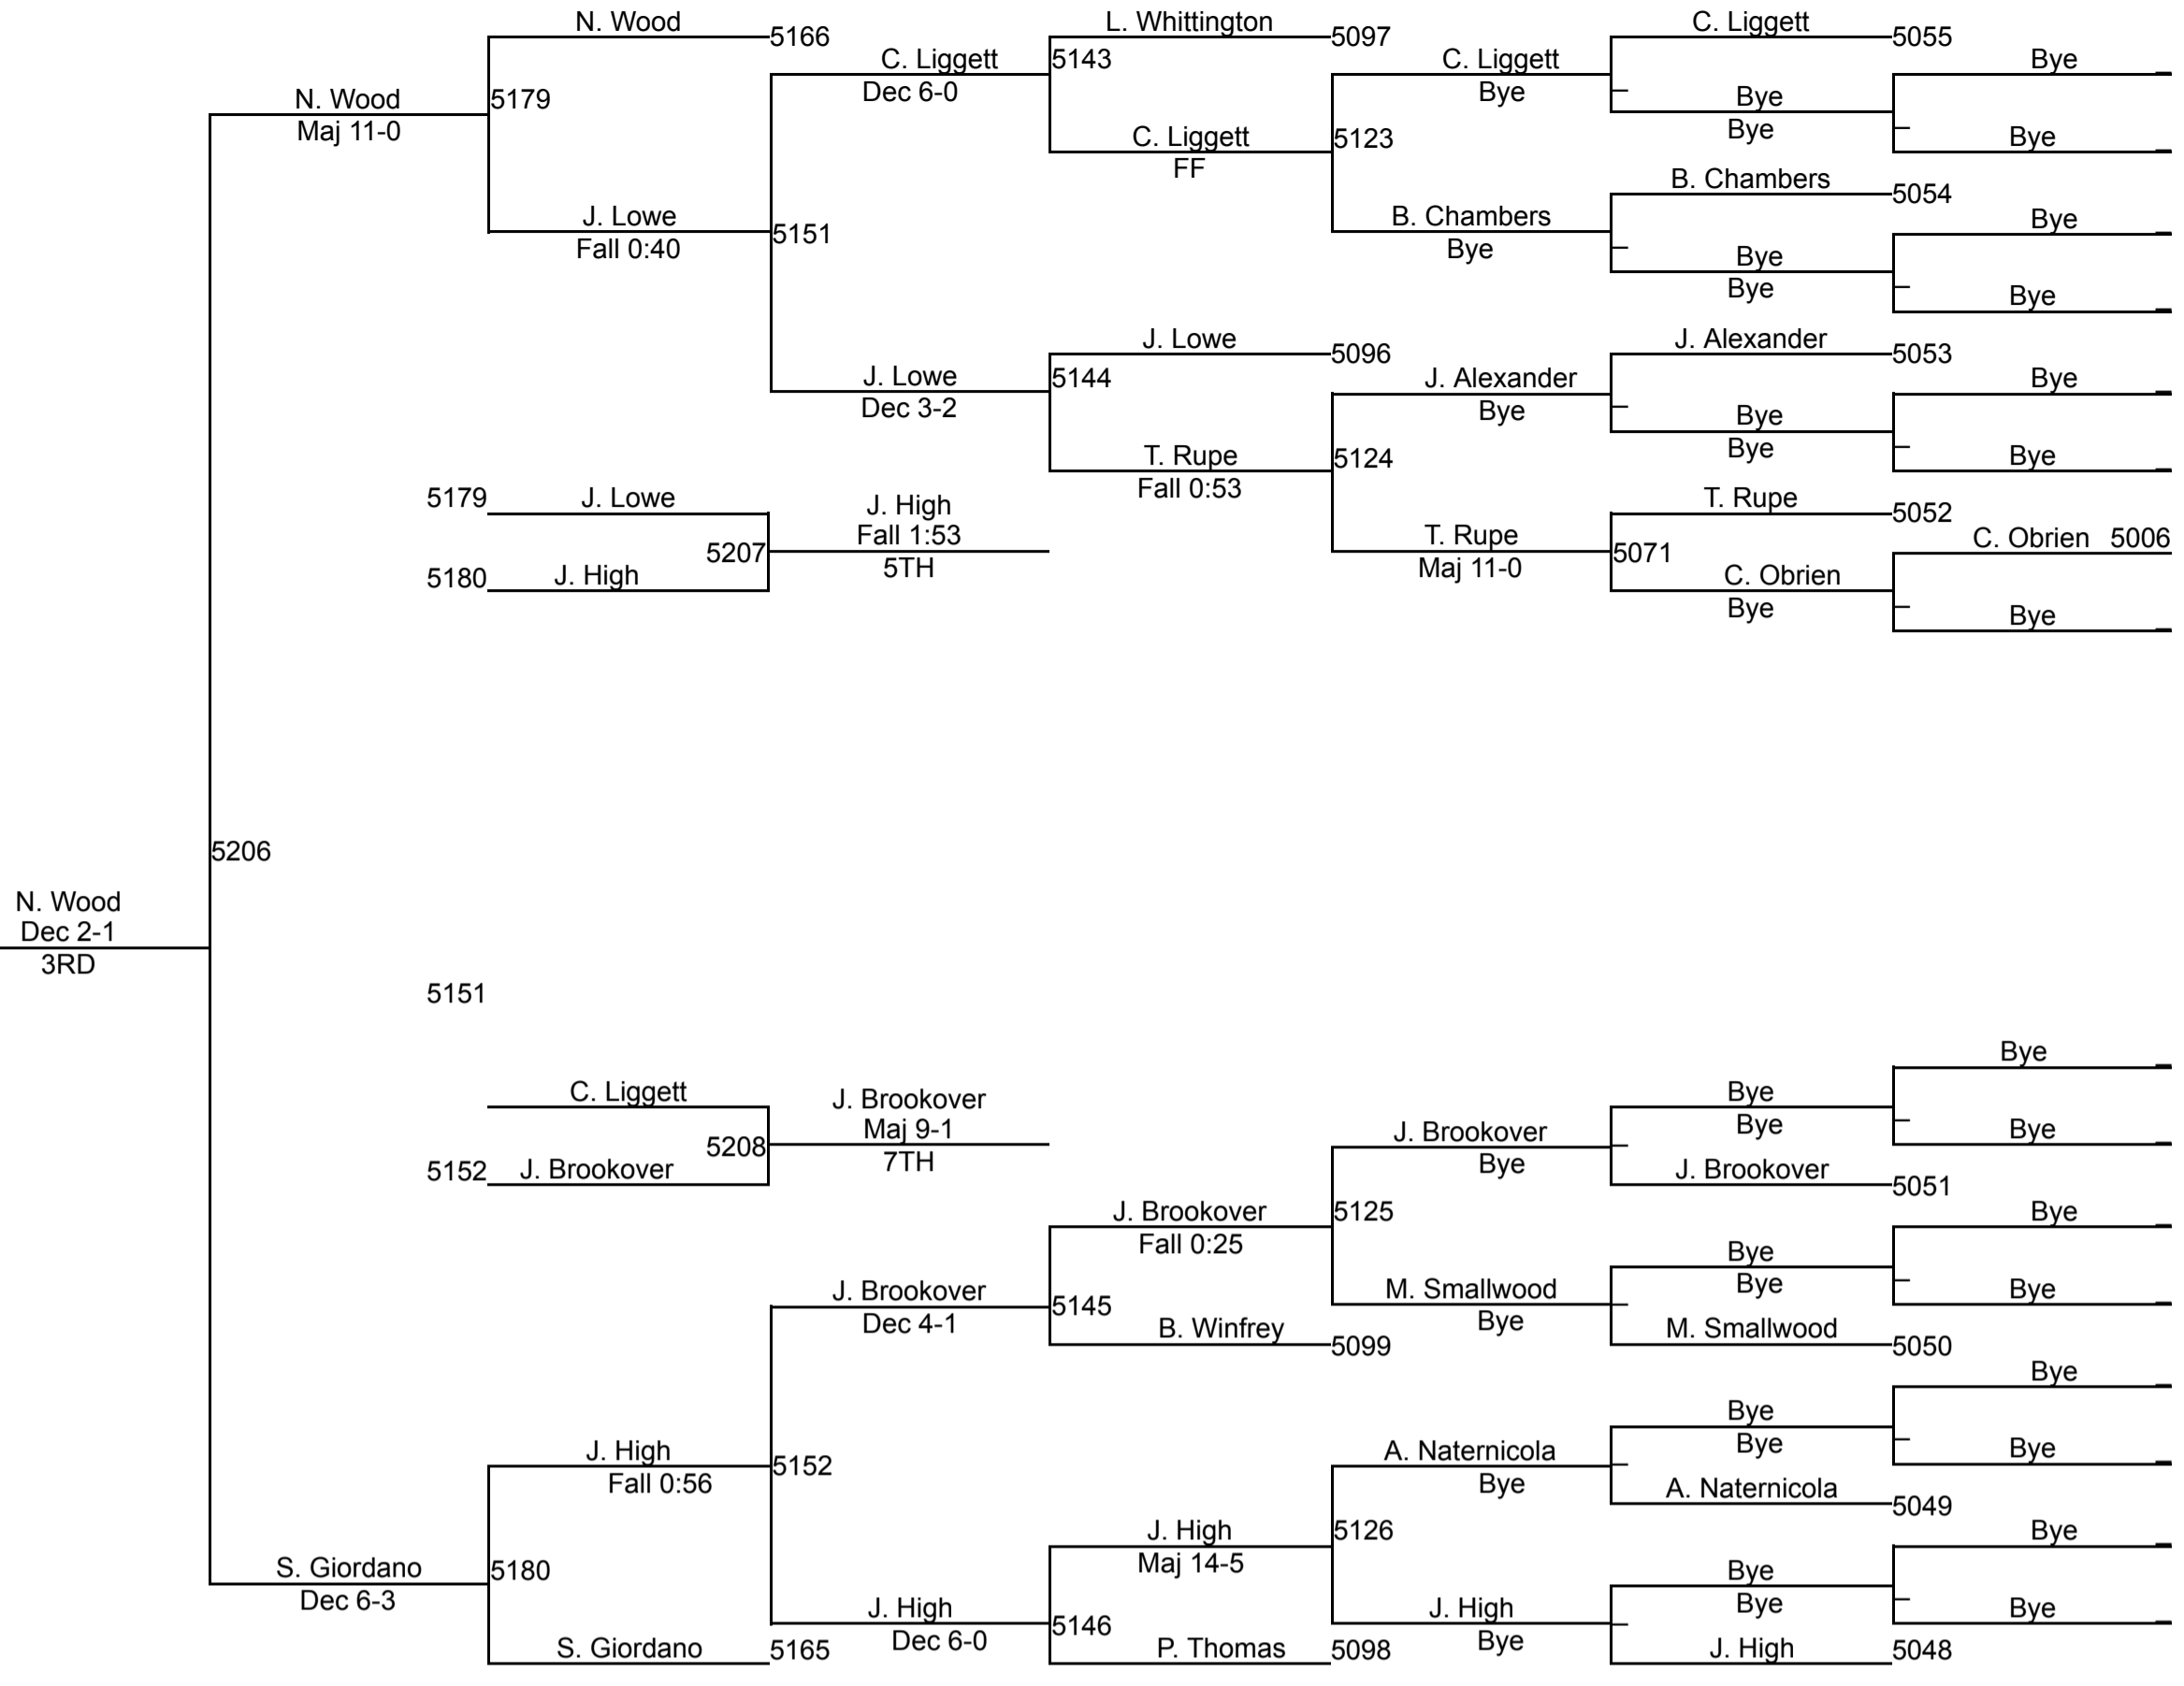 N. Wood
5166
L. Whittington
5097
C. Liggett
5055
C. Liggett
Dec 6-0
5143
C. Liggett
Bye
Bye
N. Wood
Maj 11-0
5179
Bye
Bye
C. Liggett
FF
5123
Bye
B. Chambers
5054
J. Lowe
Fall 0:40
5151
B. Chambers
Bye
Bye
Bye
Bye
Bye
J. Lowe
5096
J. Alexander
5053
J. Lowe
Dec 3-2
5144
J. Alexander
Bye
Bye
Bye
Bye
T. Rupe
Fall 0:53
5124
Bye
5179
J. Lowe
J. High
Fall 1:53
5TH
5207
5180
J. High
T. Rupe
5052
T. Rupe
Maj 11-0
5071
C. Obrien 5006
C. Obrien
Bye
Bye
5206
N. Wood
Dec 2-1
3RD
5151
C. Liggett
J. Brookover
Maj 9-1
7TH
5208
5152
J. Brookover
Bye
Bye
Bye
Bye
J. Brookover
Bye
J. Brookover
5051
J. Brookover
Fall 0:25
5125
Bye
Bye
Bye
Bye
J. Brookover
Dec 4-1
5145
M. Smallwood
Bye
B. Winfrey
5099
M. Smallwood
5050
Bye
Bye
Bye
Bye
J. High
Fall 0:56
5152
A. Naternicola
Bye
A. Naternicola
5049
J. High
Maj 14-5
5126
Bye
S. Giordano
Dec 6-3
5180
Bye
Bye
Bye
J. High
Dec 6-0
5146
J. High
Bye
S. Giordano
5165
P. Thomas
5098
J. High
5048